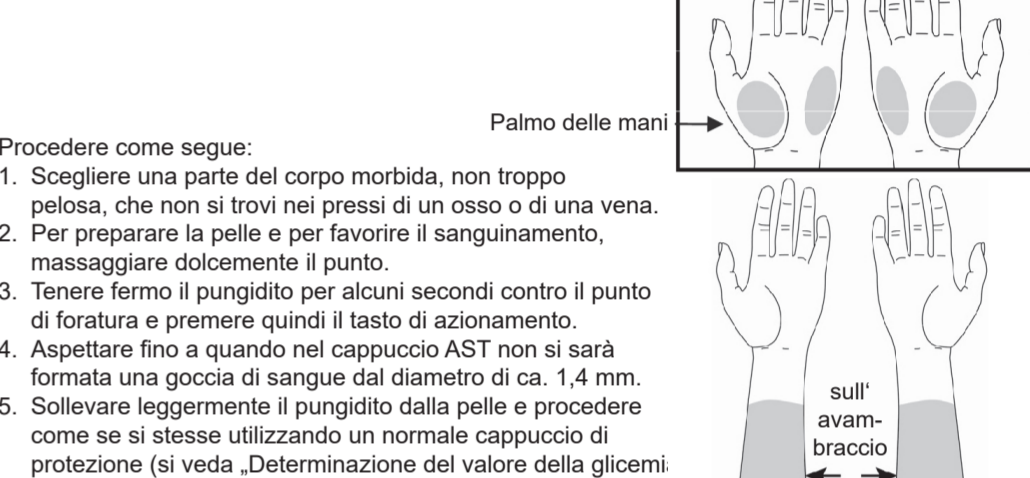 Palmo delle mani
Procedere come segue:
1. Scegliere una parte del corpo morbida, non troppo
pelosa, che non si trovi nei pressi di un osso o di una vena.
2. Per preparare la pelle e per favorire il sanguinamento,
massaggiare dolcemente il punto.
3. Tenere fermo il pungidito per alcuni secondi contro il punto
di foratura e premere quindi il tasto di azionamento.
4. Aspettare fino a quando nel cappuccio AST non si sarà
formata una goccia di sangue dal diametro di ca. 1,4 mm.
5. Sollevare leggermente il pungidito dalla pelle e procedere
come se si stesse utilizzando un normale cappuccio di
protezione (si veda „Determinazione del valore della
sull‘
avam-
braccio